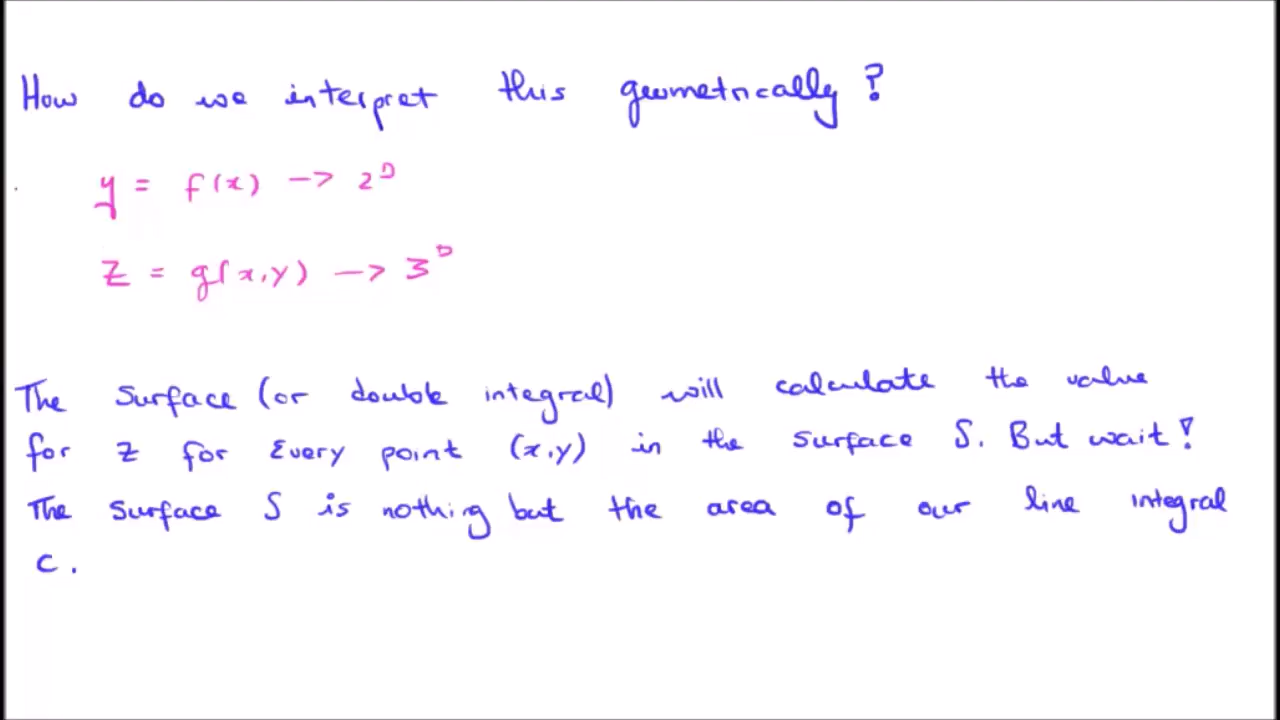 How do we interpret this geometrically?
y = f(x) -> 2D
z = g(x,y) -> 3D
The surface (or double integral) will calculate the value
for z for every point (x,y) in the surface S. But wait!
The surface S is nothing but the area of our line integral
C.